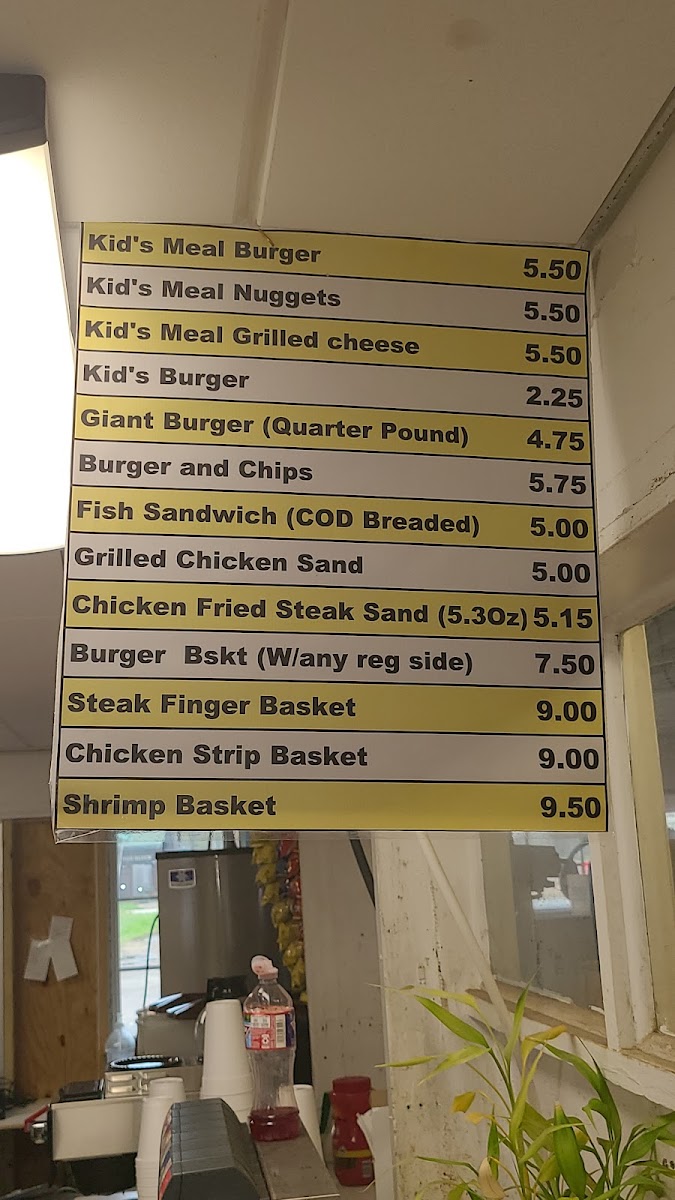 Kid's Meal Burger 5.50
Kid's Meal Nuggets 5.50
Kid's Meal Grilled cheese 5.50
Kid's Burger 2.25
Giant Burger (Quarter Pound) 4.75
Burger and Chips 5.75
Fish Sandwich (COD Breaded) 5.00
Grilled Chicken Sand 5.00
Chicken Fried Steak Sand (5.3Oz) 5.15
Burger Bskt (W/any reg side) 7.50
Steak Finger Basket 9.00
Chicken Strip Basket 9.00
Shrimp Basket 9.50